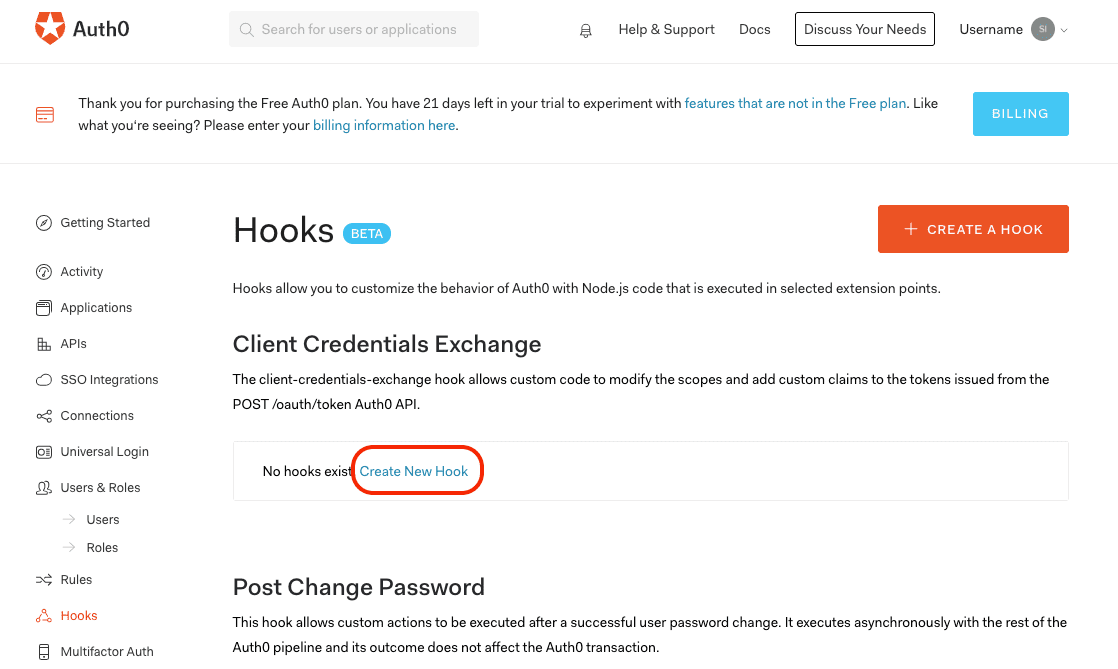 Auth0
Search for users or applications
Help & Support
Docs
Discuss Your Needs
Username
SI
Thank you for purchasing the Free Auth0 plan. You have 21 days left in your trial to experiment with features that are not in the Free plan. Like
what you're seeing? Please enter your billing information here.
BILLING
Getting Started
Activity
Applications
APIs
SSO Integrations
Connections
Universal Login
Users & Roles
Users
Roles
Rules
Hooks
Multifactor Auth
Hooks BETA
CREATE A HOOK
Hooks allow you to customize the behavior of Auth0 with Node.js code that is executed in selected extension points.
Client Credentials Exchange
The client-credentials-exchange hook allows custom code to modify the scopes and add custom claims to the tokens issued from the
POST /oauth/token Auth0 API.
No hooks exist Create New Hook
Post Change Password
This hook allows custom actions to be executed after a successful user password change. It executes asynchronously with the rest of the
Auth0 pipeline and its outcome does not affect the Auth0 transaction.